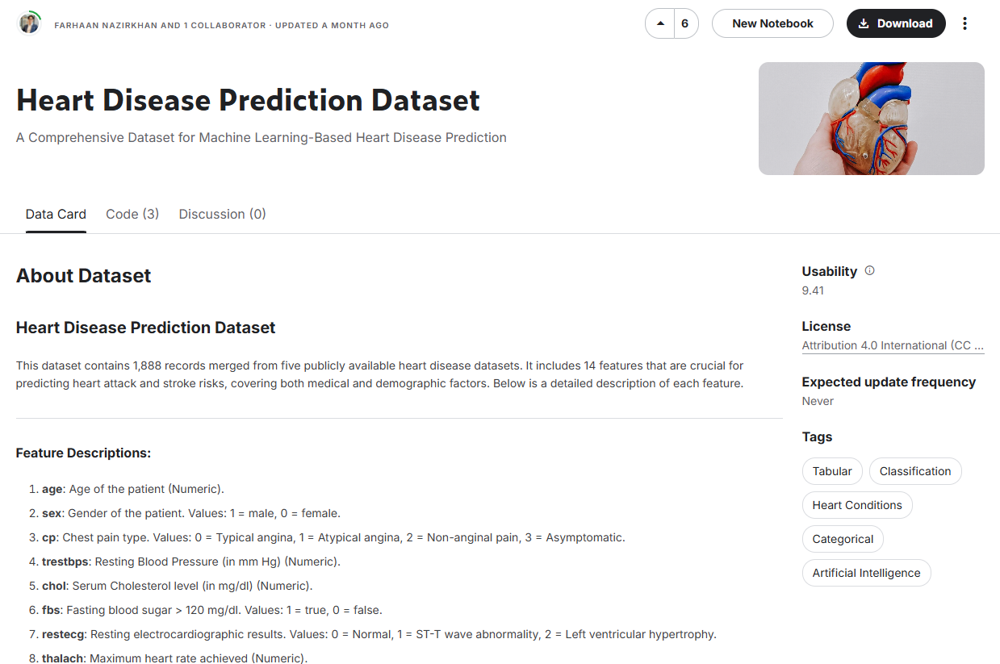 FARHAAN NAZIRKHAN AND 1 COLLABORATOR · UPDATED A MONTH AGO
6
New Notebook
Download
Heart Disease Prediction Dataset
A Comprehensive Dataset for Machine Learning-Based Heart Disease Prediction
Data Card
Code (3)
Discussion (0)
About Dataset
Heart Disease Prediction Dataset
This dataset contains 1,888 records merged from five publicly available heart disease datasets. It includes 14 features that are crucial for
predicting heart attack and stroke risks, covering both medical and demographic factors. Below is a detailed description of each feature.
Feature Descriptions:
1. age: Age of the patient (Numeric).
2. sex: Gender of the patient. Values: 1 = male, 0 = female.
3. cp: Chest pain type. Values: 0 = Typical angina, 1 = Atypical angina, 2 = Non-anginal pain, 3 = Asymptomatic.
4. trestbps: Resting Blood Pressure (in mm Hg) (Numeric).
5. chol: Serum Cholesterol level (in mg/dl) (Numeric).
6. fbs: Fasting blood sugar > 120 mg/dl. Values: 1 = true, 0 = false.
7. restecg: Resting electrocardiographic results. Values: 0 = Normal, 1 = ST-T wave abnormality, 2 = Left ventricular hypertrophy.
8. thalach: Maximum heart rate achieved (Numeric).
Usability
9.41
License
Attribution 4.0 International (CC ...
Expected update frequency
Never
Tags
Tabular
Classification
Heart Conditions
Categorical
Artificial Intelligence